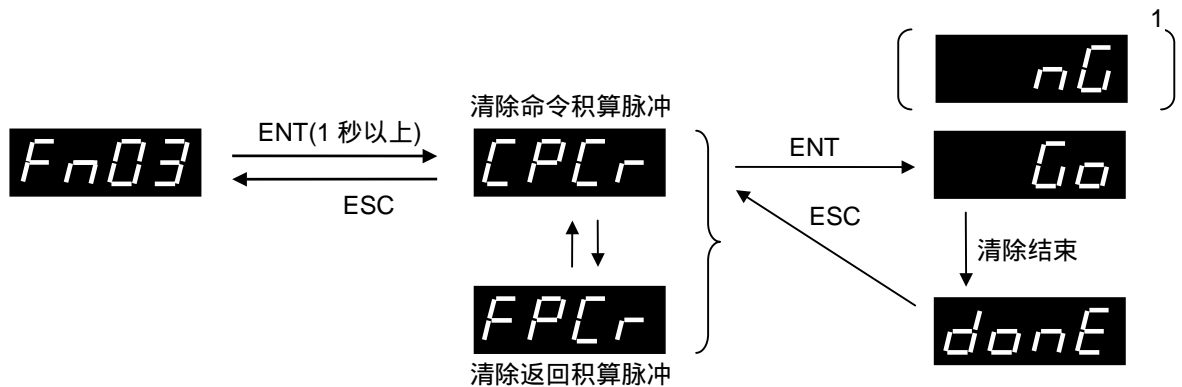 1
nG
清除命令积算脉冲
Fn03
ENT(1 秒以上)
CPCr
ENT
Go
ESC
ESC
清除结束
FPCr
donE
清除返回积算脉冲